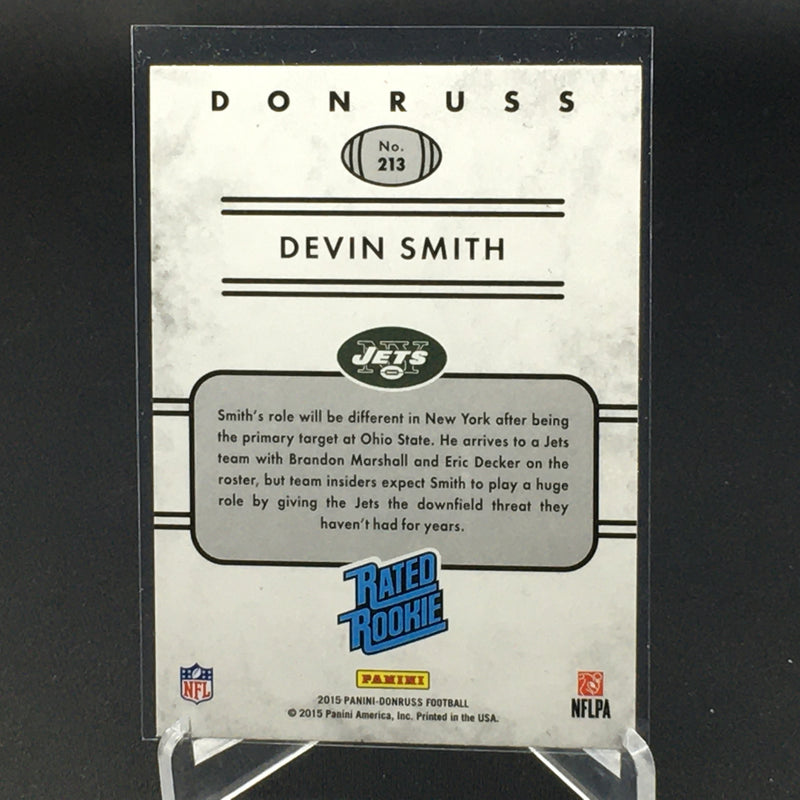 DONRUSS
No.
213
DEVIN SMITH
NY
JETS
Smith's role will be different in New York after being
the primary target at Ohio State. He arrives to a Jets
team with Brandon Marshall and Eric Decker on the
roster, but team insiders expect Smith to play a huge
role by giving the Jets the downfield threat they
haven't had for years.
RATED
ROOKIE
PANINI
NFL
NFLPA
2015 PANINI-DONRUSS FOOTBALL
© 2015 Panini America, Inc. Printed in the USA.